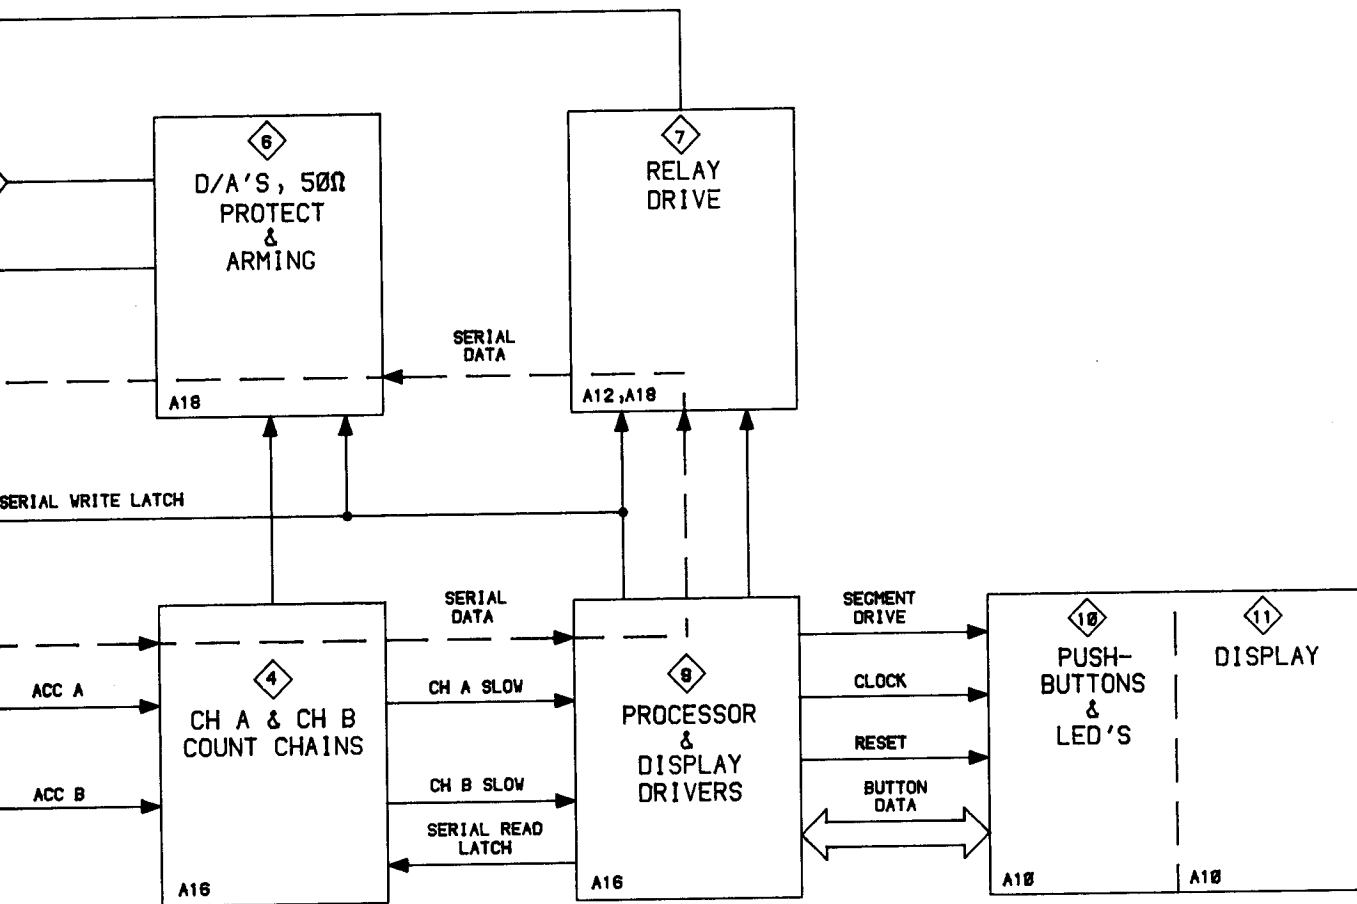 6
D/A'S, 50Ω
PROTECT
&
ARMING
A18
7
RELAY
DRIVE
A12,A18
SERIAL
DATA
SERIAL WRITE LATCH
ACC A
ACC B
4
CH A & CH B
COUNT CHAINS
A16
SERIAL
DATA
CH A SLOW
CH B SLOW
SERIAL READ
LATCH
9
PROCESSOR
&
DISPLAY
DRIVERS
A16
SEGMENT
DRIVE
CLOCK
RESET
BUTTON
DATA
10
PUSH-
BUTTONS
&
LED'S
A10
11
DISPLAY
A10